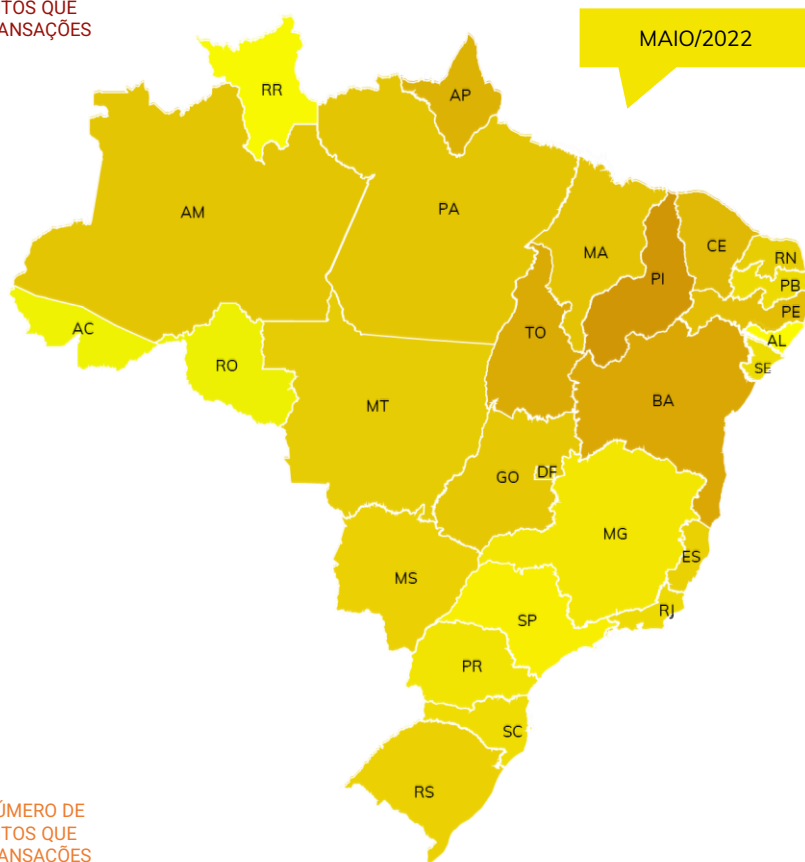 TOS QUE
ANSAÇÕES
MAIO/2022
RR
AP
AM
PA
MA
CE
RN
PI
PB
PE
AC
TO
AL
RO
SE
BA
MT
GO
DF
MG
ES
MS
RJ
SP
PR
SC
RS
ÚMERO DE
TOS QUE
ANSAÇÕES